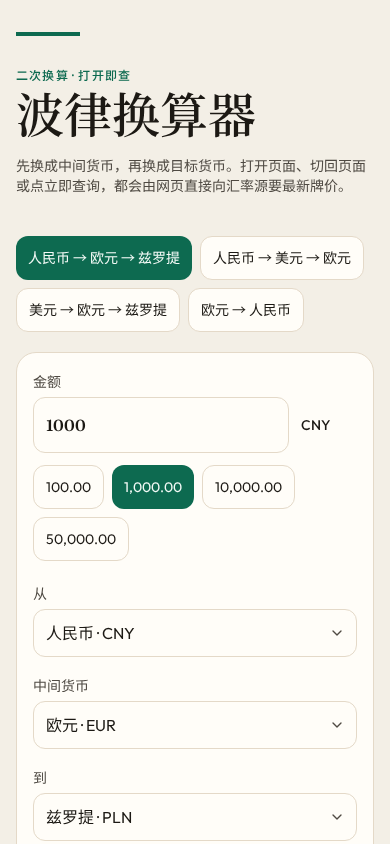 二次换算·打开即查
波律换算器
先换成中间货币，再换成目标货币。打开页面、切回页面
或点立即查询，都会由网页直接向汇率源要最新牌价。
人民币 → 欧元 → 兹罗提
人民币 → 美元 → 欧元
美元 → 欧元 → 兹罗提
欧元 → 人民币
金额
1000
CNY
100.00
1,000.00
10,000.00
50,000.00
从
人民币·CNY
中间货币
欧元·EUR
到
兹罗提·PLN